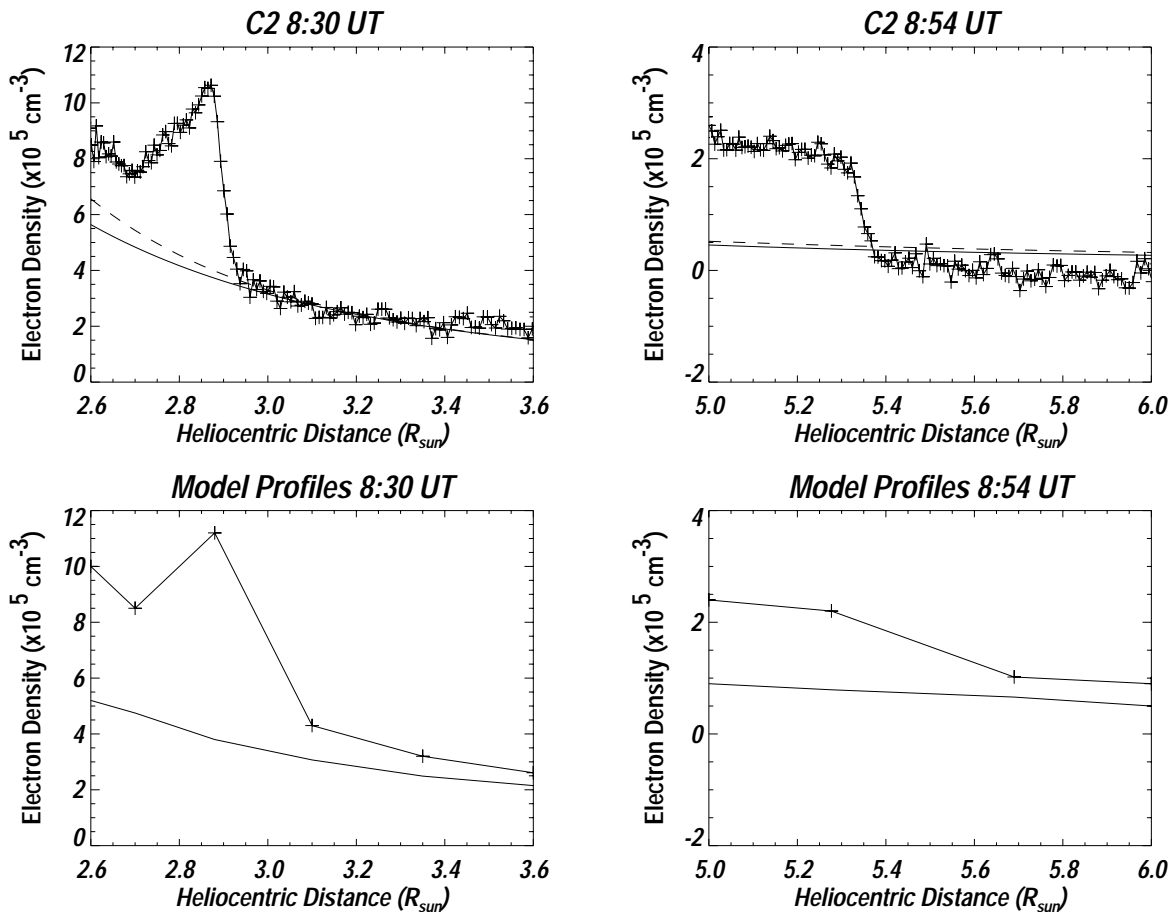 C2 8:30 UT
Electron Density (x10 5 cm-3)
12
10
8
6
4
2
0
2.6 2.8 3.0 3.2 3.4 3.6
Heliocentric Distance (Rsun)
C2 8:54 UT
Electron Density (x10 5 cm-3)
4
2
0
-2
5.0 5.2 5.4 5.6 5.8 6.0
Heliocentric Distance (Rsun)
Model Profiles 8:30 UT
Electron Density (x10 5 cm-3)
12
10
8
6
4
2
0
2.6 2.8 3.0 3.2 3.4 3.6
Heliocentric Distance (Rsun)
Model Profiles 8:54 UT
Electron Density (x10 5 cm-3)
4
2
0
-2
5.0 5.2 5.4 5.6 5.8 6.0
Heliocentric Distance (Rsun)